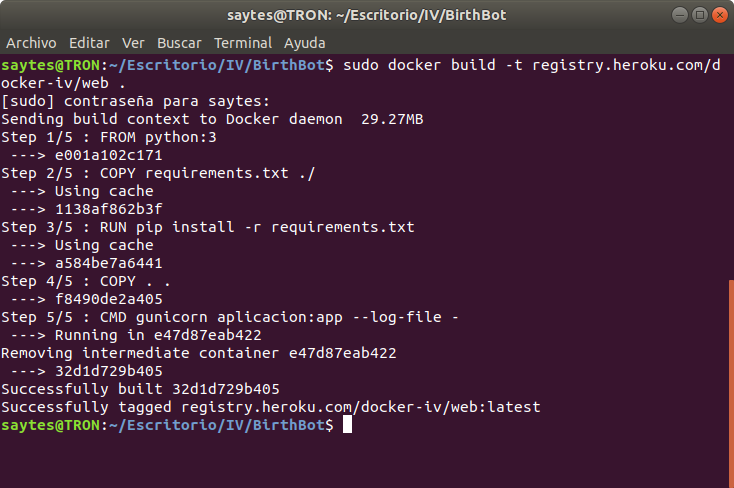 saytes@TRON: ~/Escritorio/IV/BirthBot
Archivo Editar Ver Buscar Terminal Ayuda
saytes@TRON:~/Escritorio/IV/BirthBot$ sudo docker build -t registry.heroku.com/d
ocker-iv/web .
[sudo] contraseña para saytes:
Sending build context to Docker daemon  29.27MB
Step 1/5 : FROM python:3
 ---> e001a102c171
Step 2/5 : COPY requirements.txt ./
 ---> Using cache
 ---> 1138af862b3f
Step 3/5 : RUN pip install -r requirements.txt
 ---> Using cache
 ---> a584be7a6441
Step 4/5 : COPY . .
 ---> f8490de2a405
Step 5/5 : CMD gunicorn aplicacion:app --log-file -
 ---> Running in e47d87eab422
Removing intermediate container e47d87eab422
 ---> 32d1d729b405
Successfully built 32d1d729b405
Successfully tagged registry.heroku.com/docker-iv/web:latest
saytes@TRON:~/Escritorio/IV/BirthBot$